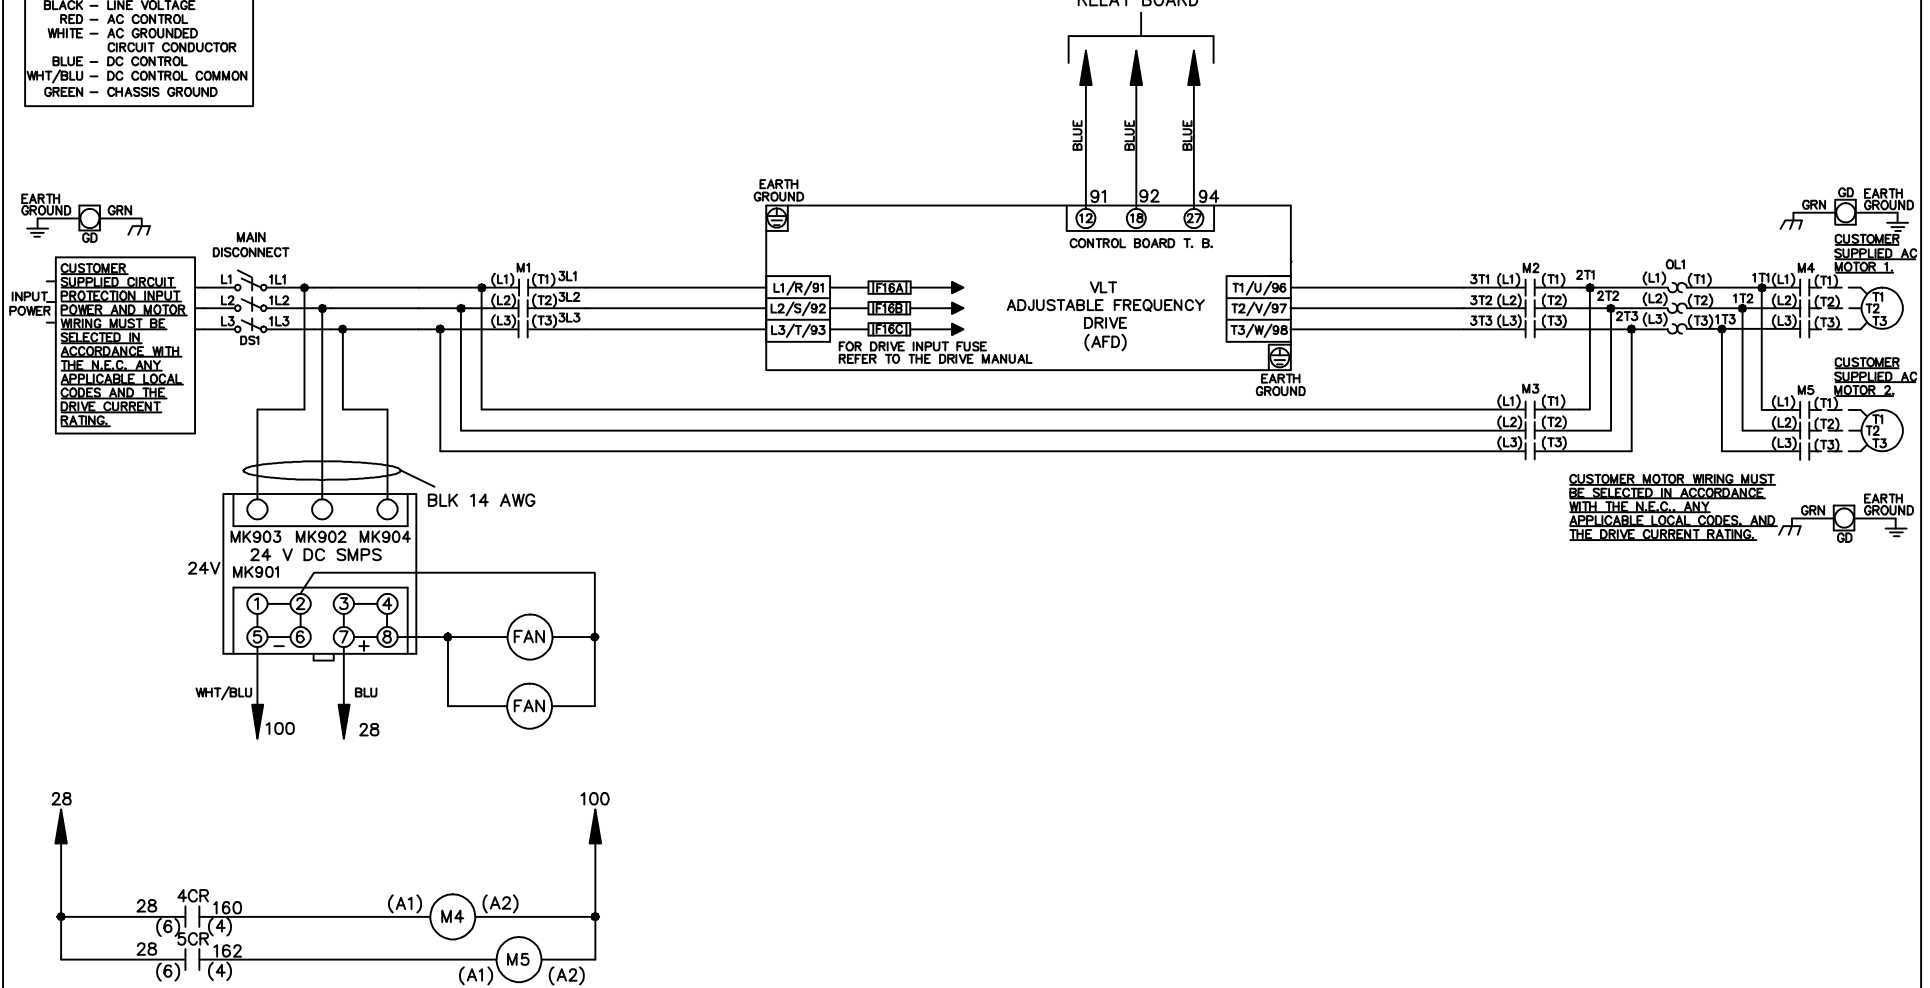 BLACK – LINE VOLTAGE
RED – AC CONTROL
WHITE – AC GROUNDED
CIRCUIT CONDUCTOR
BLUE – DC CONTROL
WHT/BLU – DC CONTROL COMMON
GREEN – CHASSIS GROUND
RELAY BOARD
BLUE
BLUE
BLUE
91 92 94
12 18 27
CONTROL BOARD T. B.
EARTH
GROUND
GRN
GD
MAIN
DISCONNECT
INPUT
POWER
CUSTOMER
SUPPLIED CIRCUIT
PROTECTION INPUT
POWER AND MOTOR
WIRING MUST BE
SELECTED IN
ACCORDANCE WITH
THE N.E.C. ANY
APPLICABLE LOCAL
CODES AND THE
DRIVE CURRENT
RATING.
L1 1L1
L2 1L2
L3 1L3
DS1
M1
(L1) (T1) 3L1
(L2) (T2) 3L2
(L3) (T3) 3L3
EARTH
GROUND
L1/R/91
L2/S/92
L3/T/93
F16A
F16B
F16C
FOR DRIVE INPUT FUSE
REFER TO THE DRIVE MANUAL
VLT
ADJUSTABLE FREQUENCY
DRIVE
(AFD)
T1/U/96
T2/V/97
T3/W/98
EARTH
GROUND
M2
3T1 (L1) (T1) 2T1
3T2 (L2) (T2) 2T2
3T3 (L3) (T3) 2T3
OL1
(L1) (T1) 1T1
(L2) (T2) 1T2
(L3) (T3) 1T3
M4
(L1) (T1)
(L2) (T2)
(L3) (T3)
T1
T2
T3
GD
GRN
EARTH
GROUND
CUSTOMER
SUPPLIED AC
MOTOR 1.
M3
(L1) (T1)
(L2) (T2)
(L3) (T3)
CUSTOMER
SUPPLIED AC
MOTOR 2.
M5
(L1) (T1)
(L2) (T2)
(L3) (T3)
T1
T2
T3
CUSTOMER MOTOR WIRING MUST
BE SELECTED IN ACCORDANCE
WITH THE N.E.C., ANY
APPLICABLE LOCAL CODES, AND
THE DRIVE CURRENT RATING.
GRN
GD
EARTH
GROUND
BLK 14 AWG
MK903 MK902 MK904
24 V DC SMPS
24V MK901
1 2 3 4
5 – 6 7 + 8
FAN
FAN
WHT/BLU
BLU
100
28
28
100
4CR
28 160
(6) (4)
(A1) M4 (A2)
5CR
28 162
(6) (4)
(A1) M5 (A2)